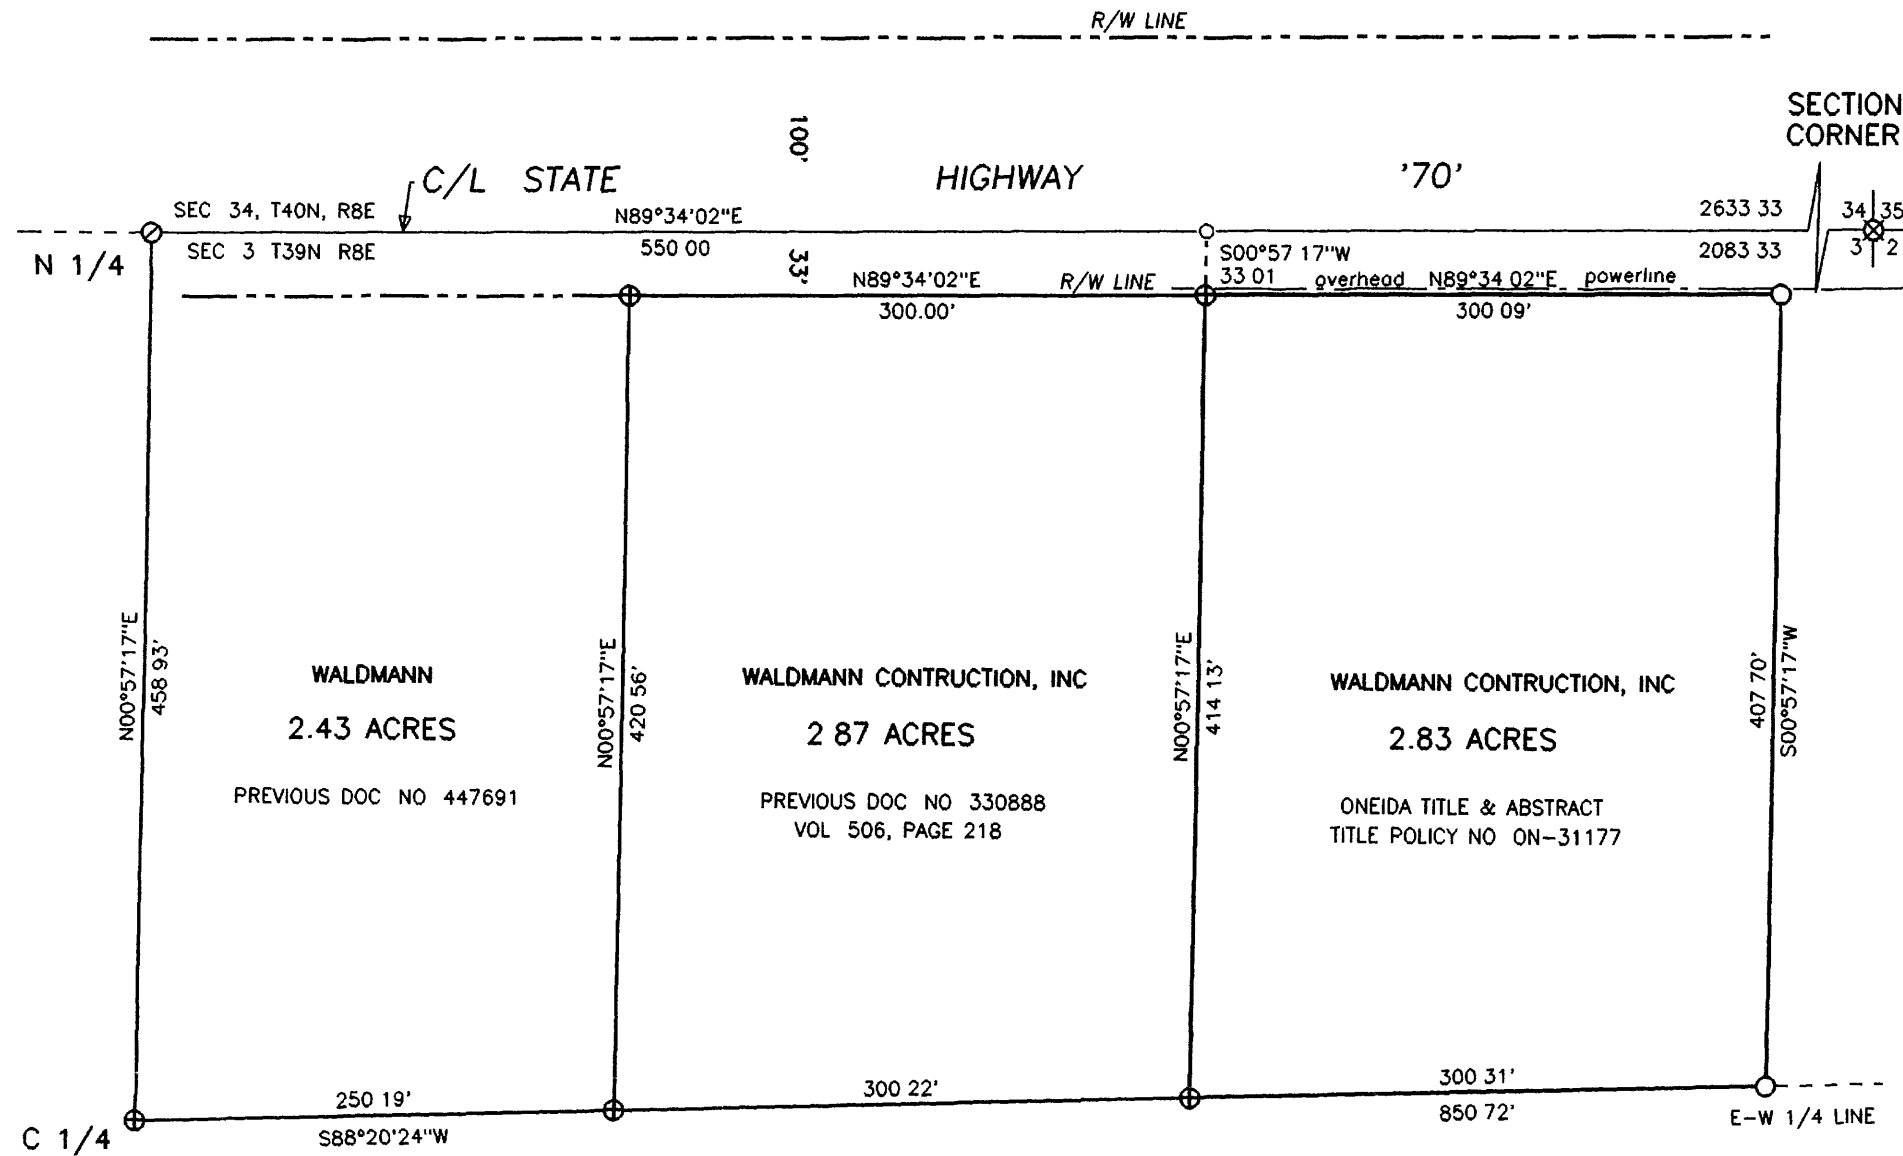 R/W LINE
SECTION
CORNER
100'
C/L STATE HIGHWAY '70'
SEC 34, T40N, R8E
N89°34'02"E
2633 33
34 35
N 1/4
SEC 3 T39N R8E
550 00
33'
S00°57 17"W
2083 33
3 2
N89°34'02"E
R/W LINE
33 01
overhead N89°34 02"E powerline
300.00'
300 09'
N00°57'17"E
458 93'
N00°57'17"E
420 56'
N00°57'17"E
414 13'
407 70'
S00°57'17"W
WALDMANN
2.43 ACRES
PREVIOUS DOC NO 447691
WALDMANN CONTRUCTION, INC
2 87 ACRES
PREVIOUS DOC NO 330888
VOL 506, PAGE 218
WALDMANN CONTRUCTION, INC
2.83 ACRES
ONEIDA TITLE & ABSTRACT
TITLE POLICY NO ON-31177
250 19'
300 22'
300 31'
C 1/4
S88°20'24"W
850 72'
E-W 1/4 LINE